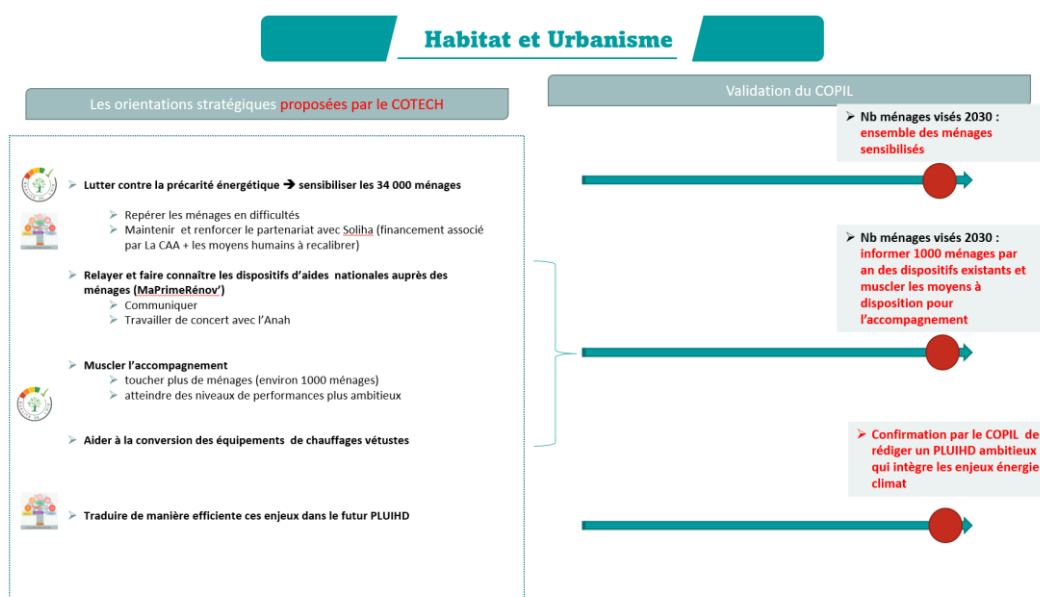 Habitat et Urbanisme
Les orientations stratégiques proposées par le COTECH
➢ Lutter contre la précarité énergétique ➔ sensibiliser les 34 000 ménages
➢ Repérer les ménages en difficultés
➢ Maintenir et renforcer le partenariat avec Soliha (financement associé
par La CAA + les moyens humains à recalibrer)
➢ Relayer et faire connaître les dispositifs d'aides nationales auprès des
ménages (MaPrimeRénov')
➢ Communiquer
➢ Travailler de concert avec l'Anah
➢ Muscler l'accompagnement
➢ toucher plus de ménages (environ 1000 ménages)
➢ atteindre des niveaux de performances plus ambitieux
➢ Aider à la conversion des équipements de chauffages vétustes
➢ Traduire de manière efficiente ces enjeux dans le futur PLUIHD
Validation du COPIL
➢ Nb ménages visés 2030 :
ensemble des ménages
sensibilisés
➢ Nb ménages visés 2030 :
informer 1000 ménages par
an des dispositifs existants et
muscler les moyens à
disposition pour
l'accompagnement
➢ Confirmation par le COPIL de
rédiger un PLUIHD ambitieux
qui intègre les enjeux énergie
climat